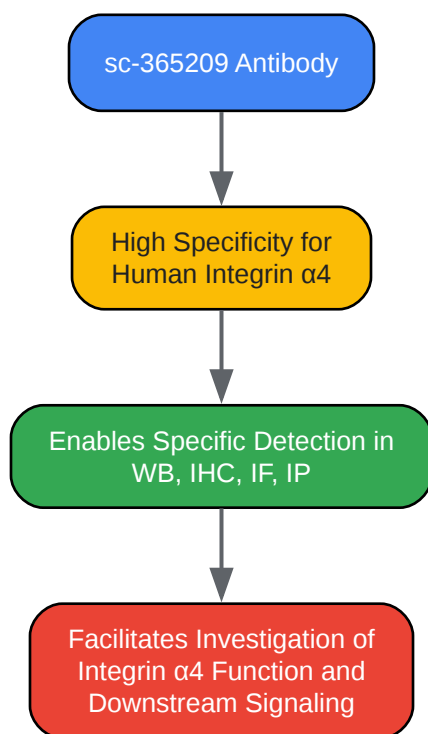 sc-365209 Antibody
High Specificity for
Human Integrin α4
Enables Specific Detection in
WB, IHC, IF, IP
Facilitates Investigation of
Integrin α4 Function and
Downstream Signaling